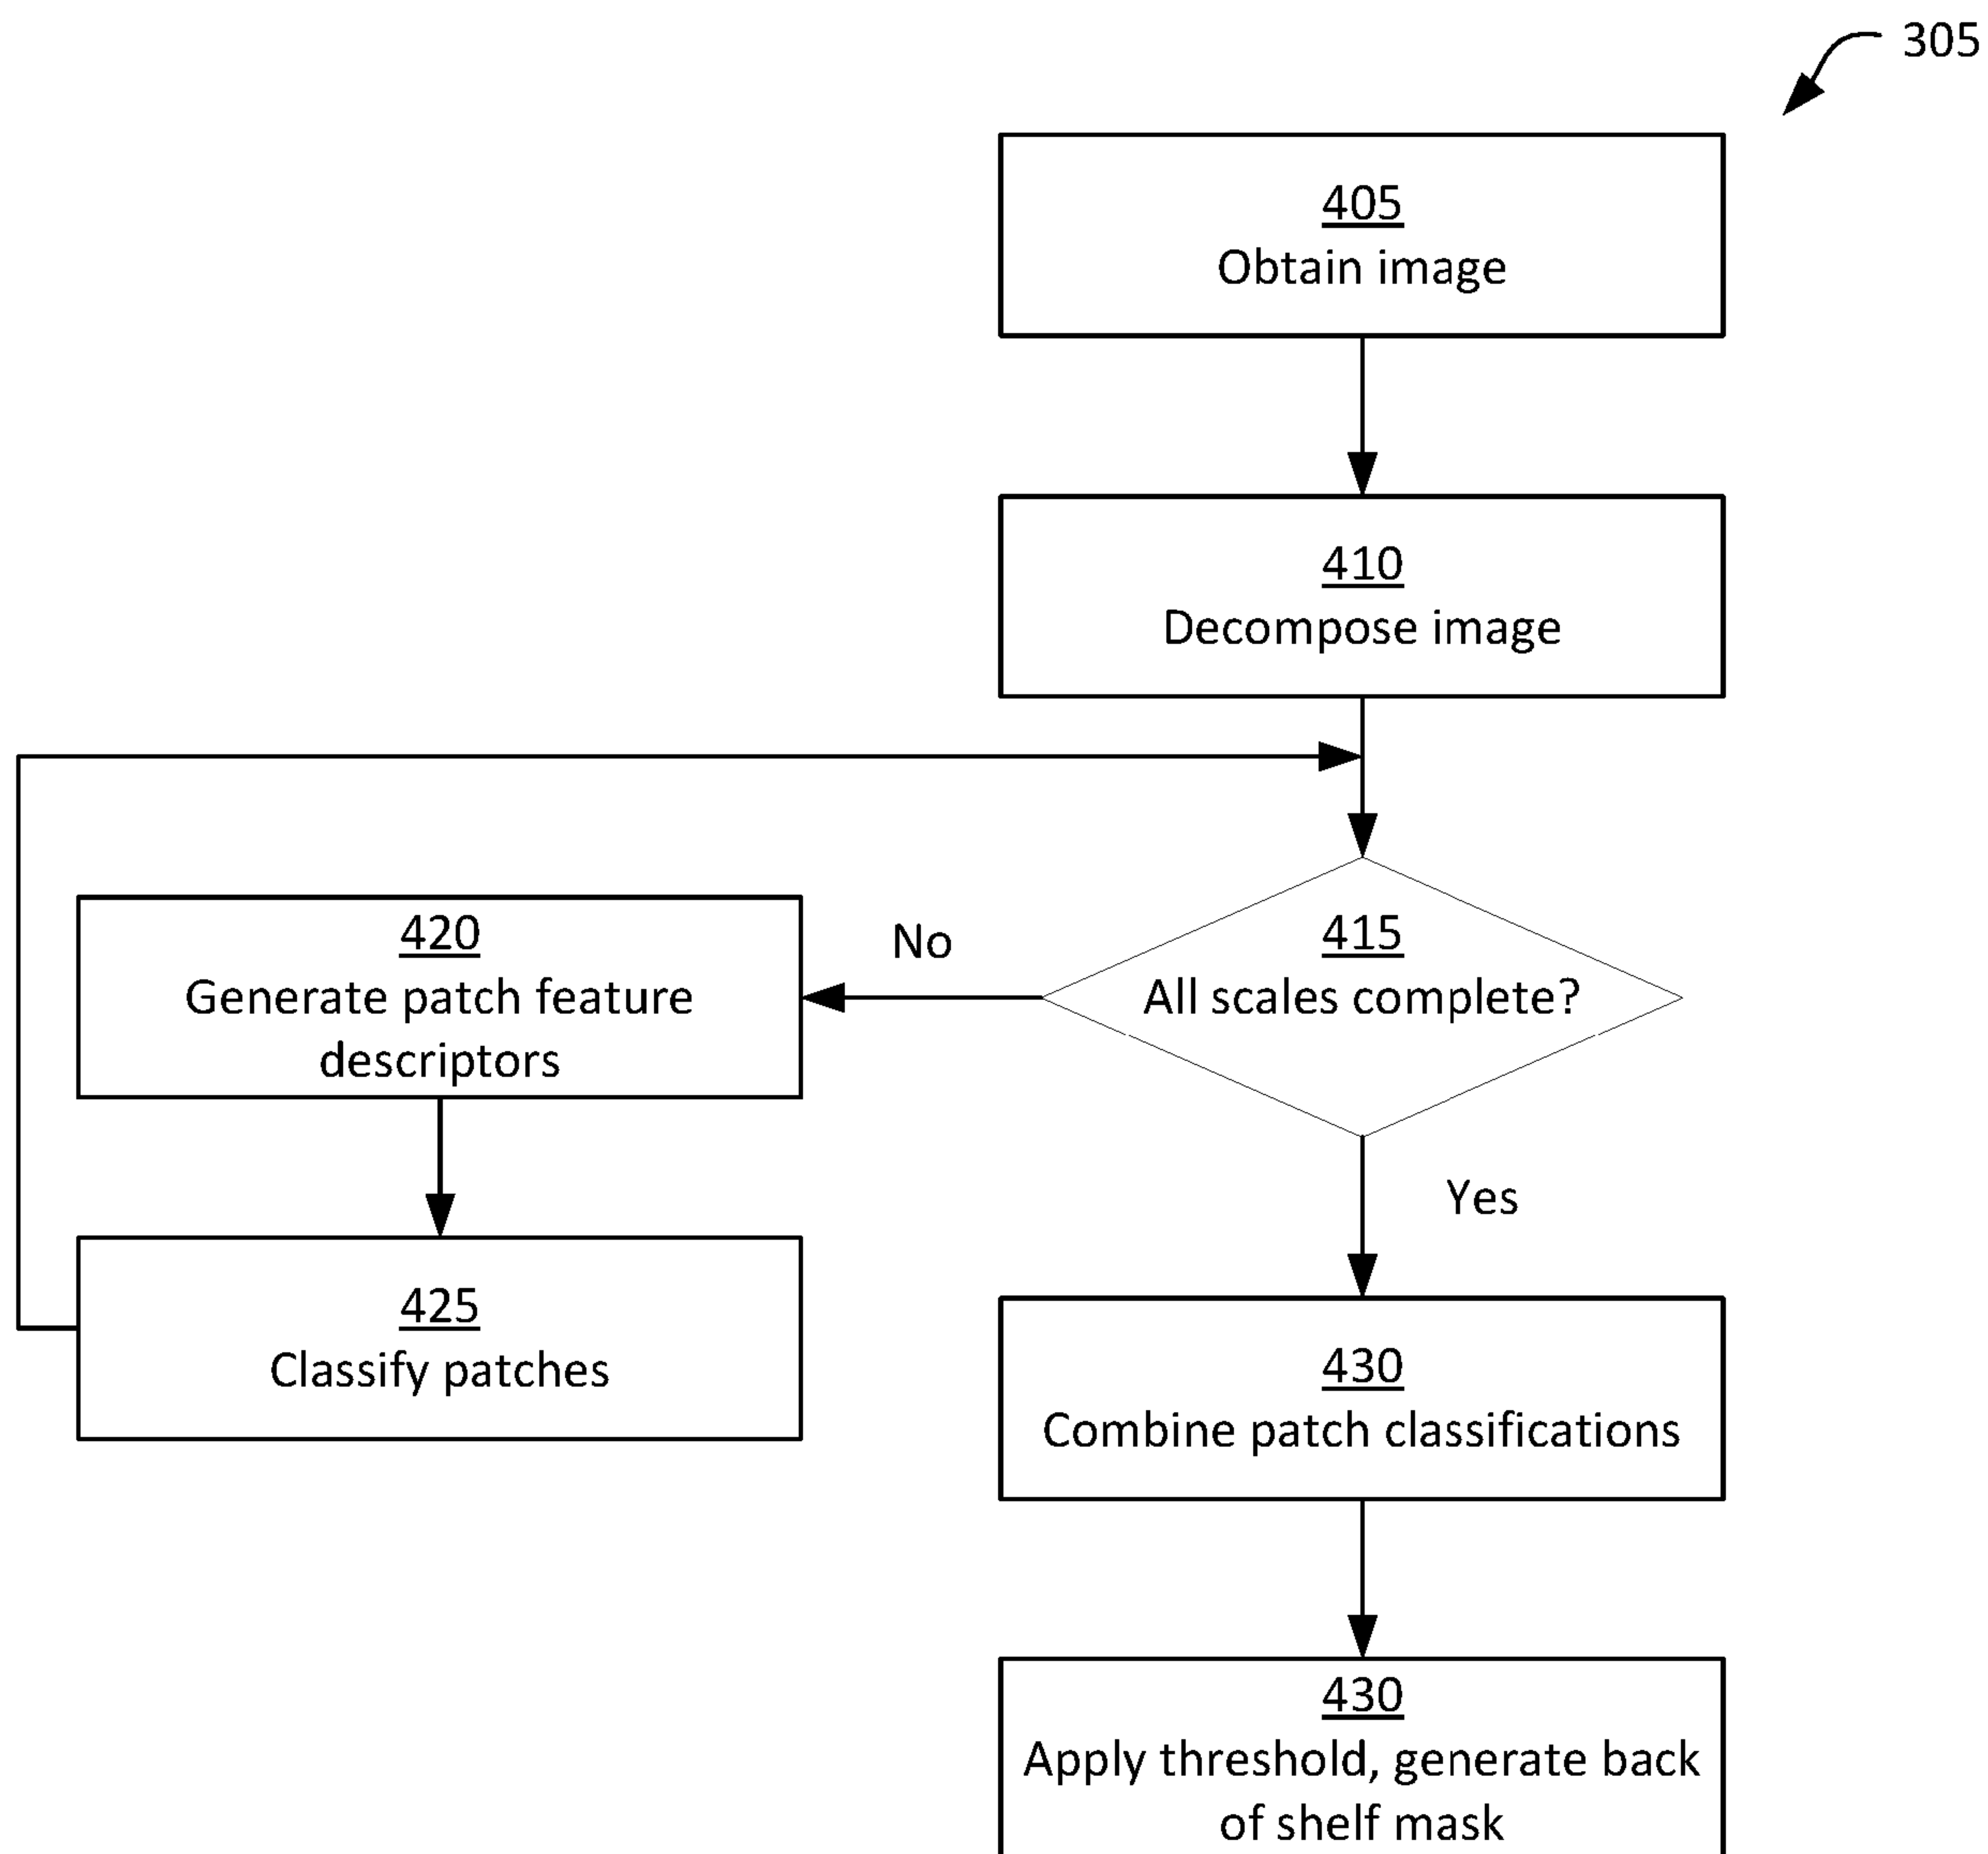 305
405
Obtain image
410
Decompose image
415
All scales complete?
No
420
Generate patch feature
descriptors
425
Classify patches
Yes
430
Combine patch classifications
430
Apply threshold, generate back
of shelf mask